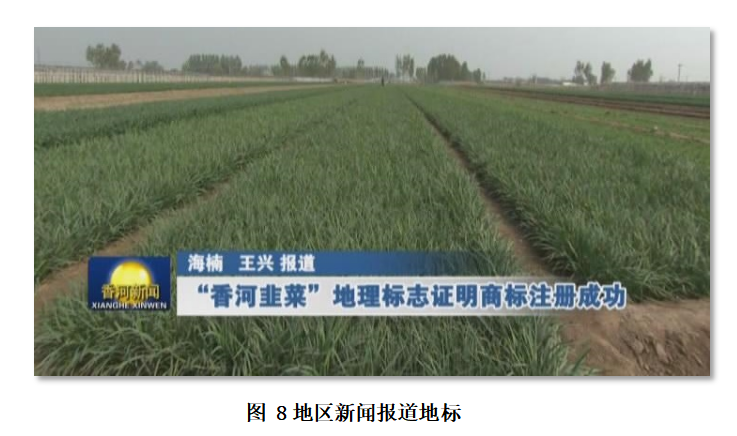 海楠 王兴 报道
香河新闻
XIANGHE XINWEN
“香河韭菜”地理标志证明商标注册成功
图 8 地区新闻报道地标